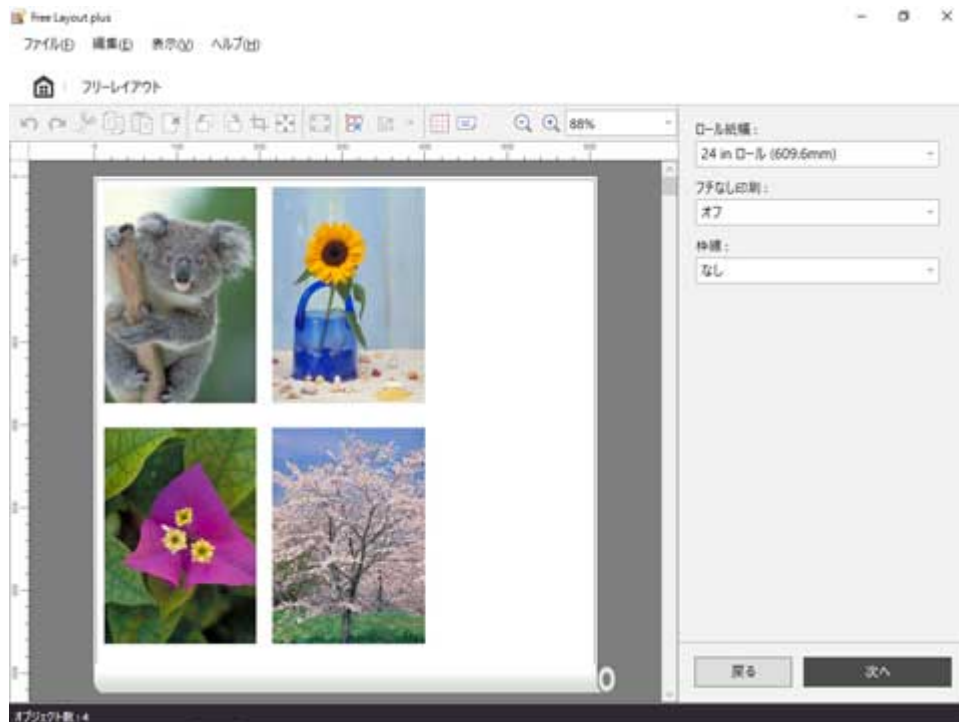 Free Layout plus
ファイル(F) 編集(E) 表示(V) ヘルプ(H)
フリーレイアウト
88%
ロール紙幅：
24 in ロール (609.6mm)
フチなし印刷：
オフ
枠線：
なし
戻る 次へ
オブジェクト数：4